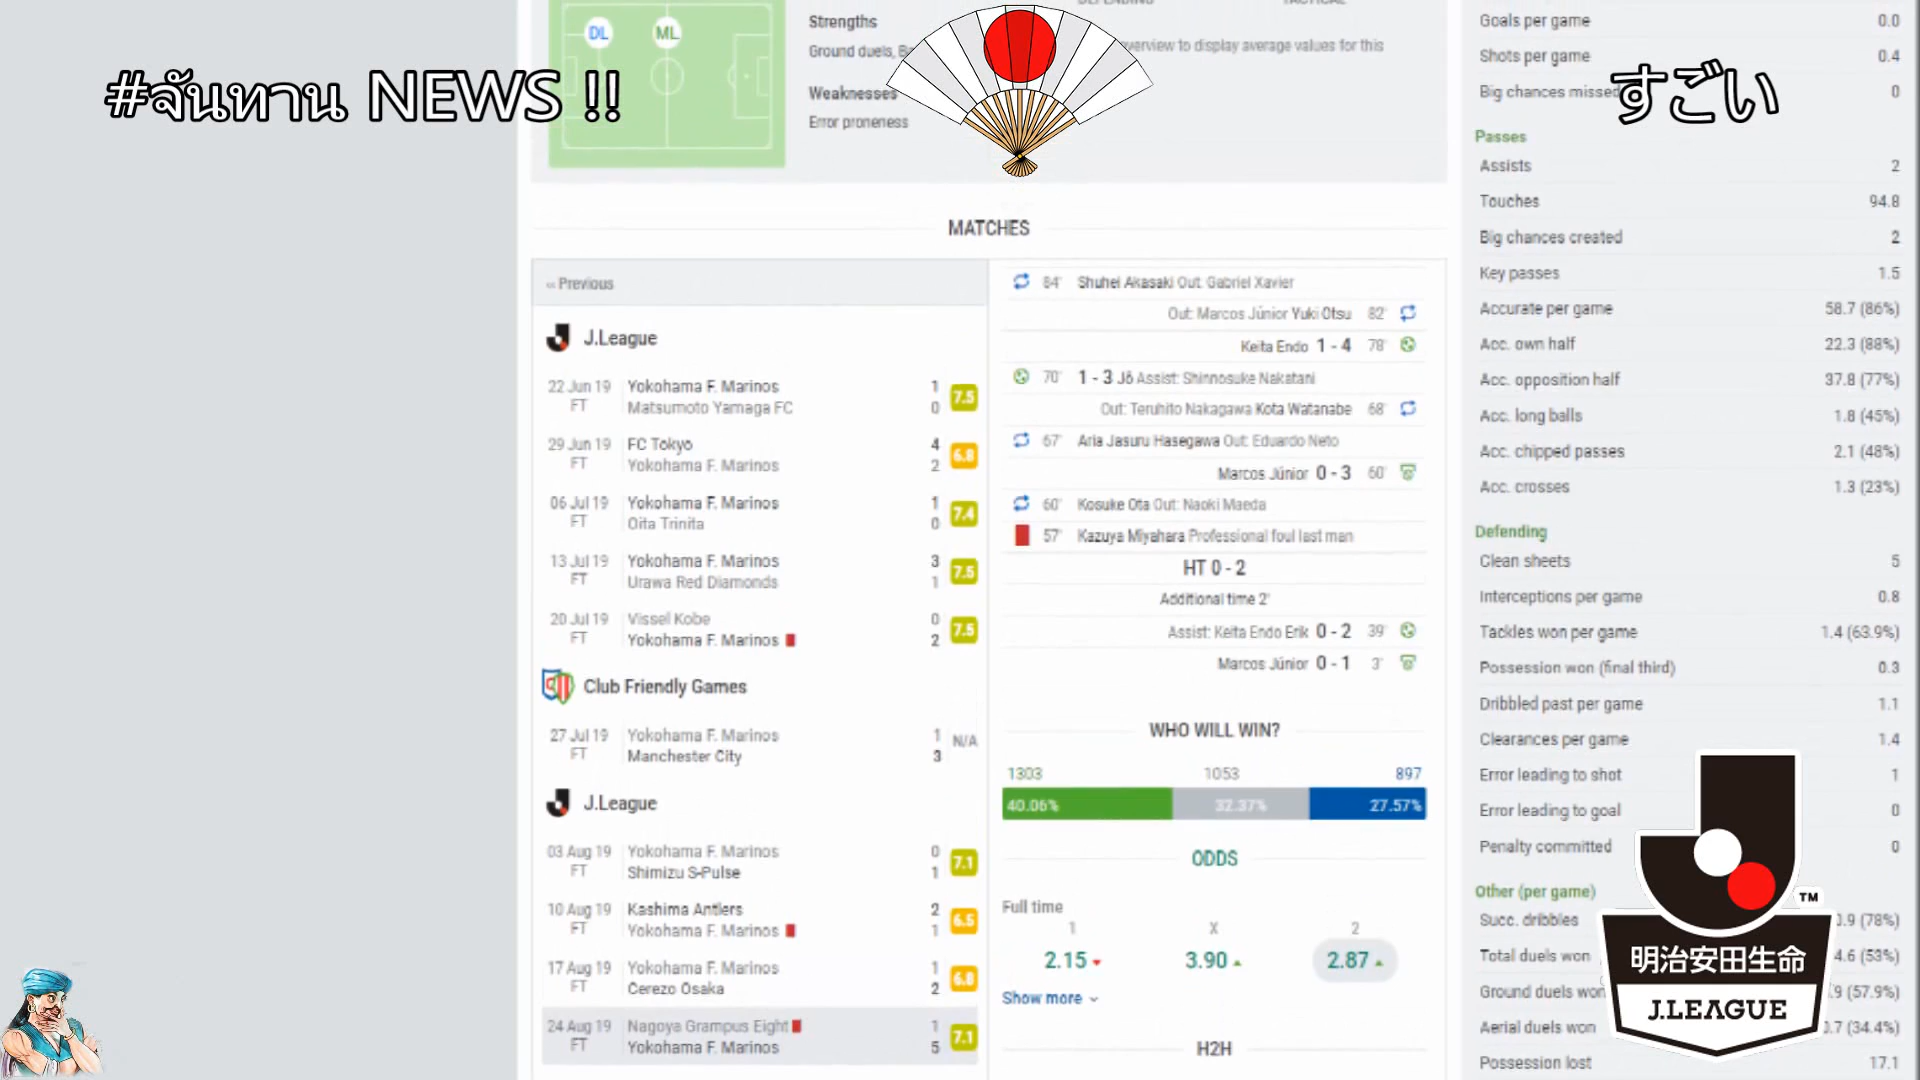 #จันทาน NEWS !!
すごい
DL
ML
Strengths
Ground duels,
Weaknesses
Error proneness
overview to display average values for this
MATCHES
‹‹ Previous
J.League
22 Jun 19 FT Yokohama F. Marinos 1
Matsumoto Yamaga FC 0
7.5
29 Jun 19 FT FC Tokyo 4
Yokohama F. Marinos 2
6.8
06 Jul 19 FT Yokohama F. Marinos 1
Oita Trinita 0
7.4
13 Jul 19 FT Yokohama F. Marinos 3
Urawa Red Diamonds 1
7.5
20 Jul 19 FT Vissel Kobe 0
Yokohama F. Marinos 2
7.5
Club Friendly Games
27 Jul 19 FT Yokohama F. Marinos 1
Manchester City 3
N/A
J.League
03 Aug 19 FT Yokohama F. Marinos 0
Shimizu S-Pulse 1
7.1
10 Aug 19 FT Kashima Antlers 2
Yokohama F. Marinos 1
6.5
17 Aug 19 FT Yokohama F. Marinos 1
Cerezo Osaka 2
6.8
24 Aug 19 FT Nagoya Grampus Eight 1
Yokohama F. Marinos 5
7.1
84' Shuhei Akasaki Out: Gabriel Xavier
Out: Marcos Júnior Yuki Otsu 82'
Keita Endo 1 - 4 78'
70' 1 - 3 Jô Assist: Shinnosuke Nakatani
Out: Teruhito Nakagawa Kota Watanabe 68'
67' Aria Jasuru Hasegawa Out: Eduardo Neto
Marcos Júnior 0 - 3 60'
60' Kosuke Ota Out: Naoki Maeda
57' Kazuya Miyahara Professional foul last man
HT 0 - 2
Additional time 2'
Assist: Keita Endo Erik 0 - 2 39'
Marcos Júnior 0 - 1 3'
WHO WILL WIN?
1303 1053 897
40.06% 32.37% 27.57%
ODDS
Full time
1 X 2
2.15 3.90 2.87
Show more
H2H
Goals per game 0.0
Shots per game 0.4
Big chances missed 0
Passes
Assists 2
Touches 94.8
Big chances created 2
Key passes 1.5
Accurate per game 58.7 (86%)
Acc. own half 22.3 (88%)
Acc. opposition half 37.8 (77%)
Acc. long balls 1.8 (45%)
Acc. chipped passes 2.1 (48%)
Acc. crosses 1.3 (23%)
Defending
Clean sheets 5
Interceptions per game 0.8
Tackles won per game 1.4 (63.9%)
Possession won (final third) 0.3
Dribbled past per game 1.1
Clearances per game 1.4
Error leading to shot 1
Error leading to goal 0
Penalty committed 0
Other (per game)
Succ. dribbles 0.9 (78%)
Total duels won 4.6 (53%)
Ground duels won .9 (57.9%)
Aerial duels won 0.7 (34.4%)
Possession lost 17.1
TM
明治安田生命
J.LEAGUE